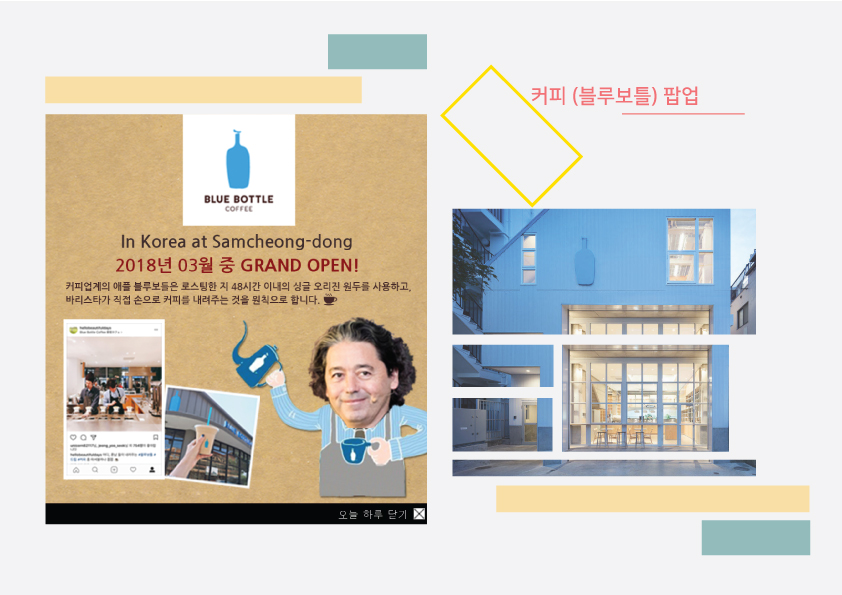 커피 (블루보틀) 팝업
BLUE BOTTLE
COFFEE
In Korea at Samcheong-dong
2018년 03월 중 GRAND OPEN!
커피업계의 애플 블루보틀은 로스팅한 지 48시간 이내의 싱글 오리진 원두를 사용하고,
바리스타가 직접 손으로 커피를 내려주는 것을 원칙으로 합니다.
오늘 하루 닫기